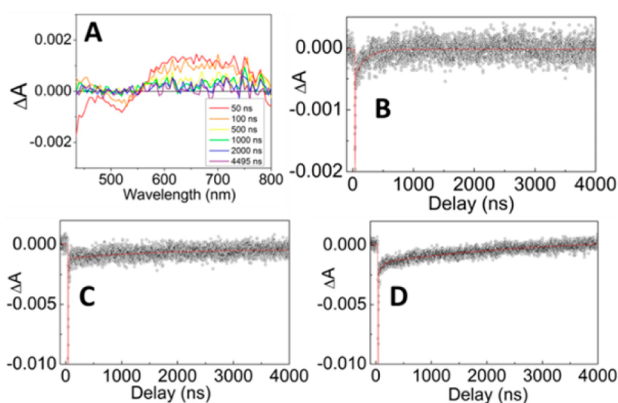 A
0.002
0.000
-0.002
ΔA
500
600
700
800
Wavelength (nm)
50 ns
100 ns
500 ns
1000 ns
2000 ns
4495 ns
B
0.000
-0.001
-0.002
ΔA
0
1000
2000
3000
4000
Delay (ns)
C
0.000
-0.005
-0.010
ΔA
0
1000
2000
3000
4000
Delay (ns)
D
0.000
-0.005
-0.010
ΔA
0
1000
2000
3000
4000
Delay (ns)